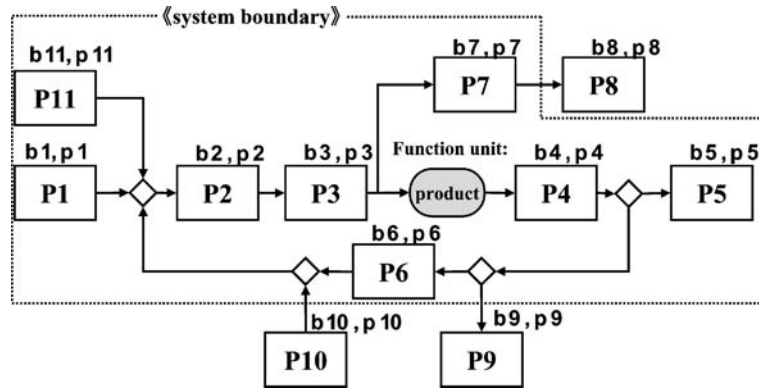 《system boundary》
b11,p11
P11
b7,p7
P7
b8,p8
P8
b1,p1
P1
b2,p2
P2
b3,p3
P3
Function unit:
product
b4,p4
P4
b5,p5
P5
b6,p6
P6
b10,p10
P10
b9,p9
P9